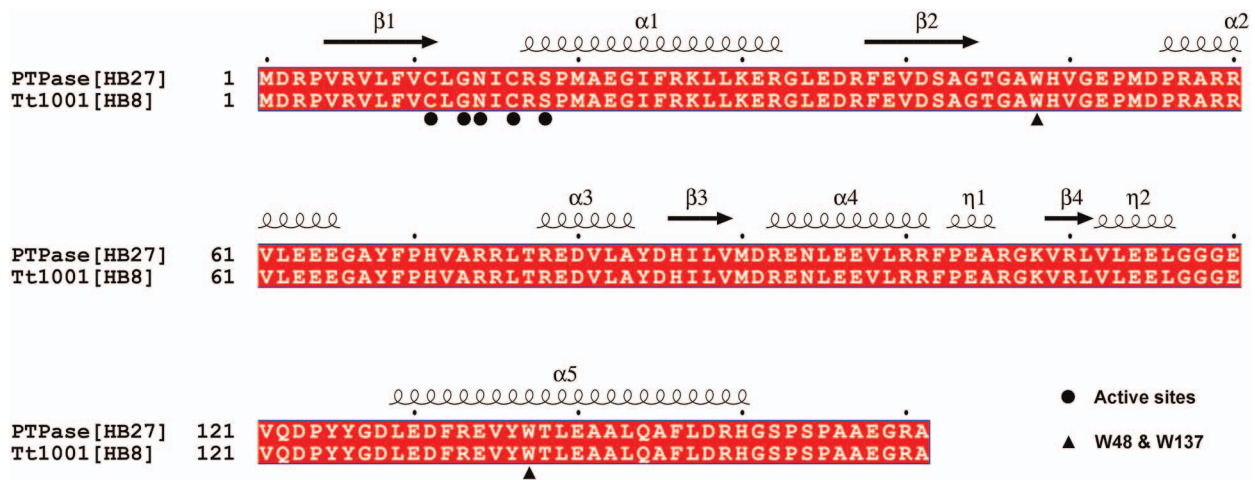 β1 α1 β2 α2
PTPase[HB27] 1 MDRPVRVLFVCLGNICRSPMAEGIFRKLLKERGLEDRFEVDSAGTGAWHVGEPMDPRARR
Tt1001[HB8] 1 MDRPVRVLFVCLGNICRSPMAEGIFRKLLKERGLEDRFEVDSAGTGAWHVGEPMDPRARR
α3 β3 α4 η1 β4 η2
PTPase[HB27] 61 VLEEEGAYFPHVARRLTREDVLAYDHILVMDRENLEEVLRRFPEARGKVRLVLEELGGGE
Tt1001[HB8] 61 VLEEEGAYFPHVARRLTREDVLAYDHILVMDRENLEEVLRRFPEARGKVRLVLEELGGGE
α5
PTPase[HB27] 121 VQDPYYGDLEDFREVYWTLEAALQAFLDRHGSPSPAAEGRA
Tt1001[HB8] 121 VQDPYYGDLEDFREVYWTLEAALQAFLDRHGSPSPAAEGRA
Active sites
W48 & W137